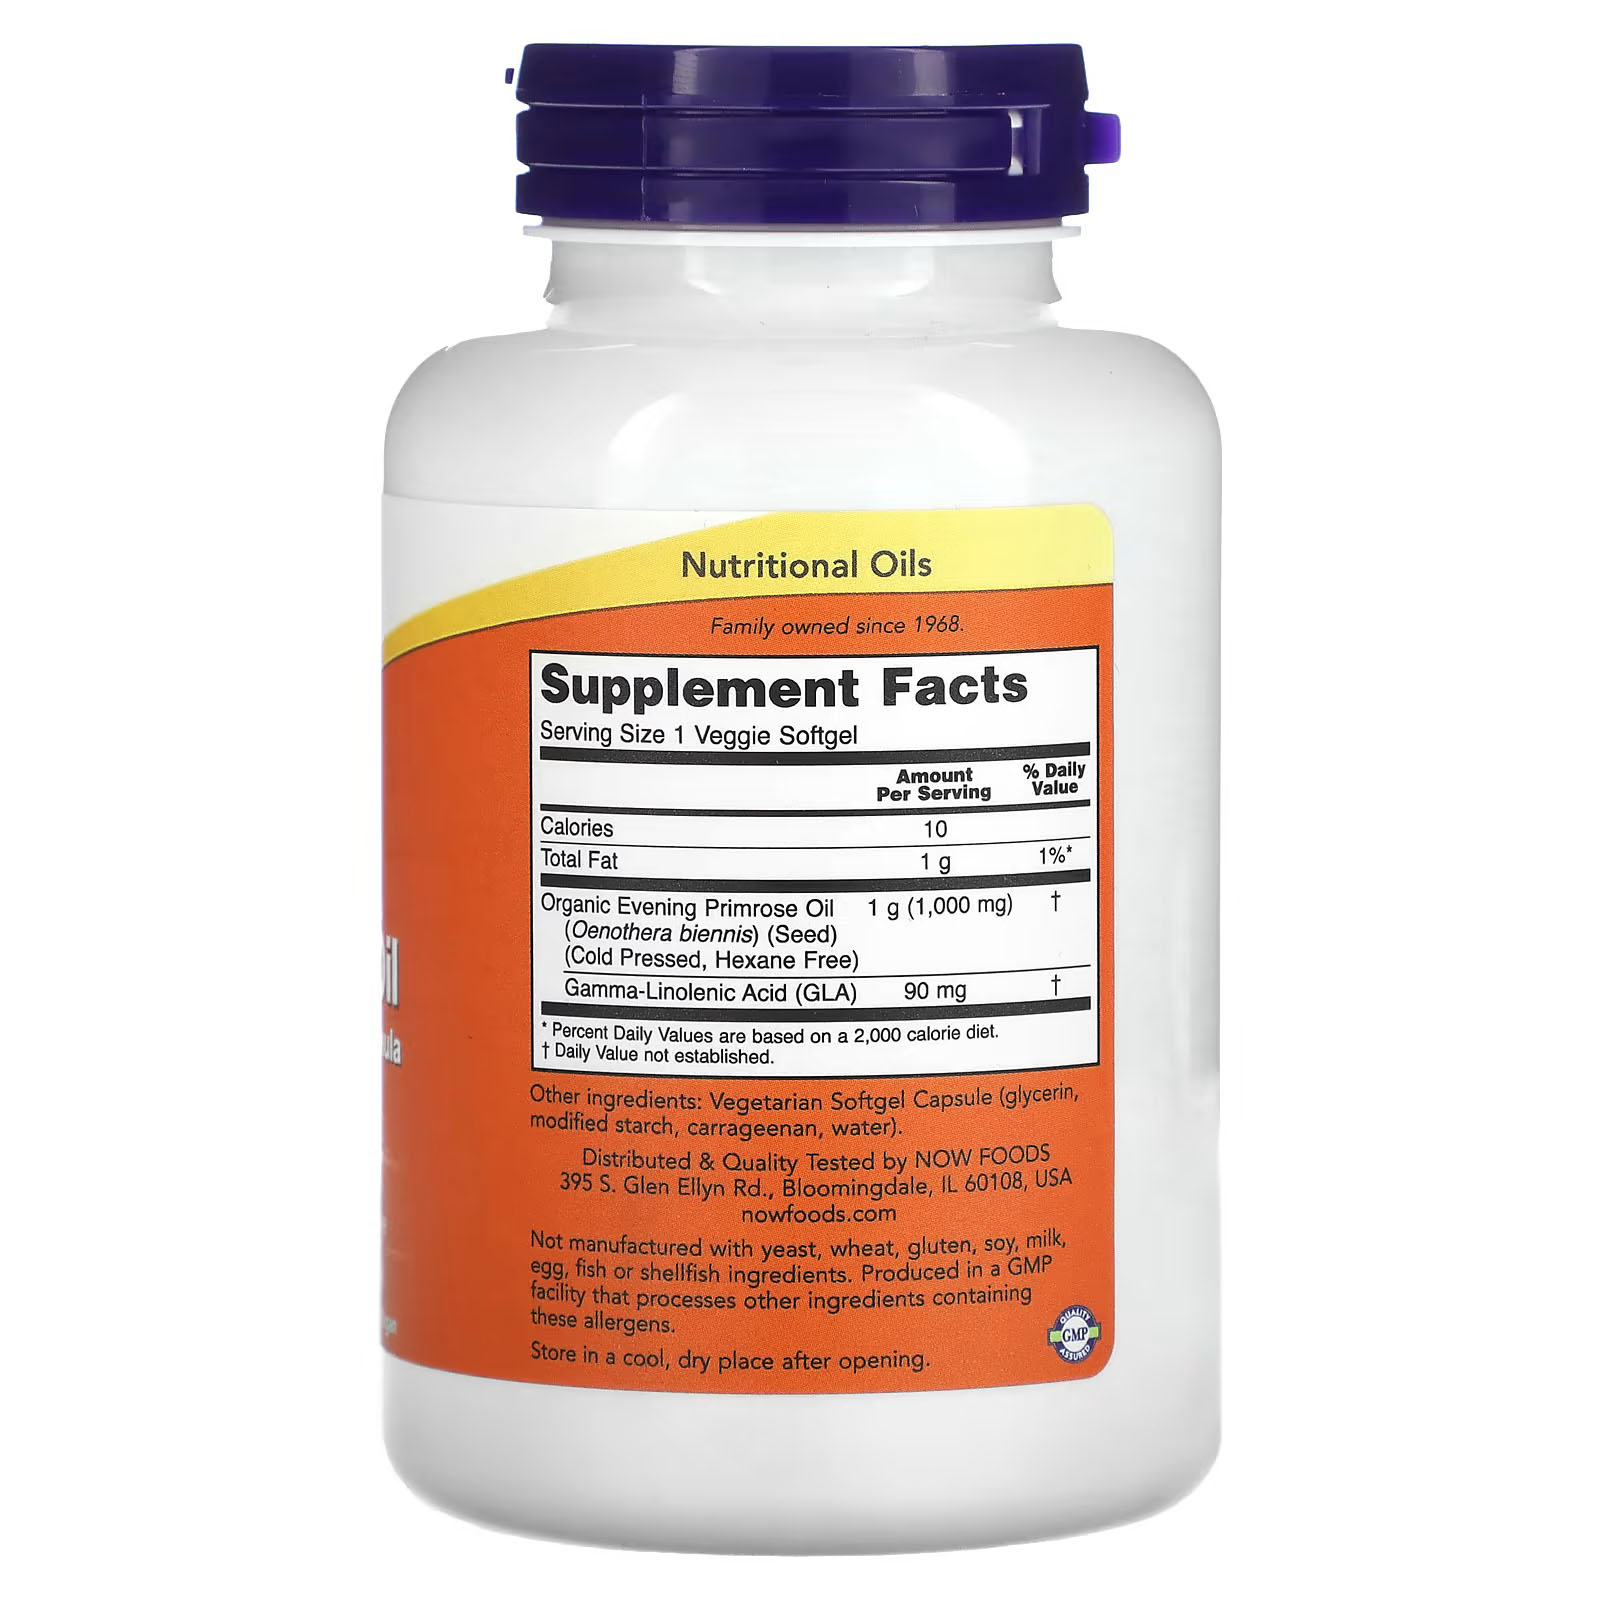 Nutritional Oils
Family owned since 1968.
Supplement Facts
Serving Size 1 Veggie Softgel
Amount Per Serving
% Daily Value
Calories 10
Total Fat 1 g 1%*
Organic Evening Primrose Oil 1 g (1,000 mg) †
(Oenothera biennis) (Seed)
(Cold Pressed, Hexane Free)
Gamma-Linolenic Acid (GLA) 90 mg †
* Percent Daily Values are based on a 2,000 calorie diet.
† Daily Value not established.
Other ingredients: Vegetarian Softgel Capsule (glycerin,
modified starch, carrageenan, water).
Distributed & Quality Tested by NOW FOODS
395 S. Glen Ellyn Rd., Bloomingdale, IL 60108, USA
nowfoods.com
Not manufactured with yeast, wheat, gluten, soy, milk,
egg, fish or shellfish ingredients. Produced in a GMP
facility that processes other ingredients containing
these allergens.
Store in a cool, dry place after opening.
QUALITY
GMP
ASSURED